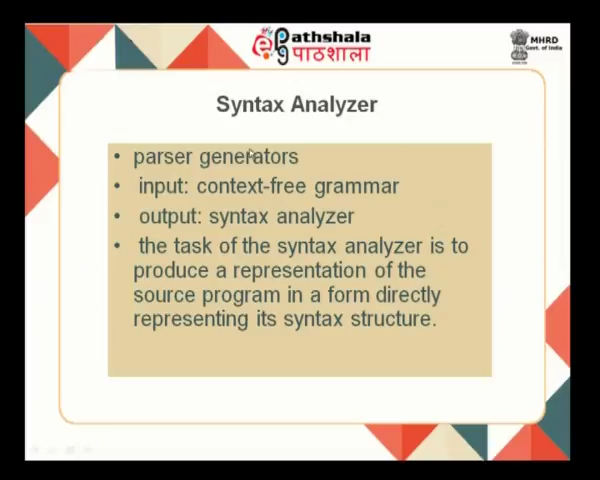 Pathshala
पाठशाला
MHRD
Govt. of India
Syntax Analyzer
• parser generators
• input: context-free grammar
• output: syntax analyzer
• the task of the syntax analyzer is to
produce a representation of the
source program in a form directly
representing its syntax structure.